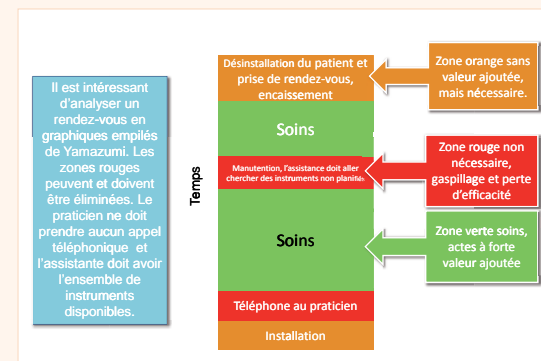 Il est intéressant
d'analyser un
rendez-vous en
graphiques empilés
de Yamazumi. Les
zones rouges
peuvent et doivent
être éliminées. Le
praticien ne doit
prendre aucun appel
téléphonique et
l'assistante doit avoir
l'ensemble de
instruments
disponibles.
Temps
Désinstallation du patient et
prise de rendez-vous,
encaissement
Soins
Manutention, l'assistance doit aller
chercher des instruments non planifié
Soins
Téléphone au praticien
Installation
Zone orange sans
valeur ajoutée,
mais nécessaire.
Zone rouge non
nécessaire,
gaspillage et perte
d'efficacité
Zone verte soins,
actes à forte
valeur ajoutée